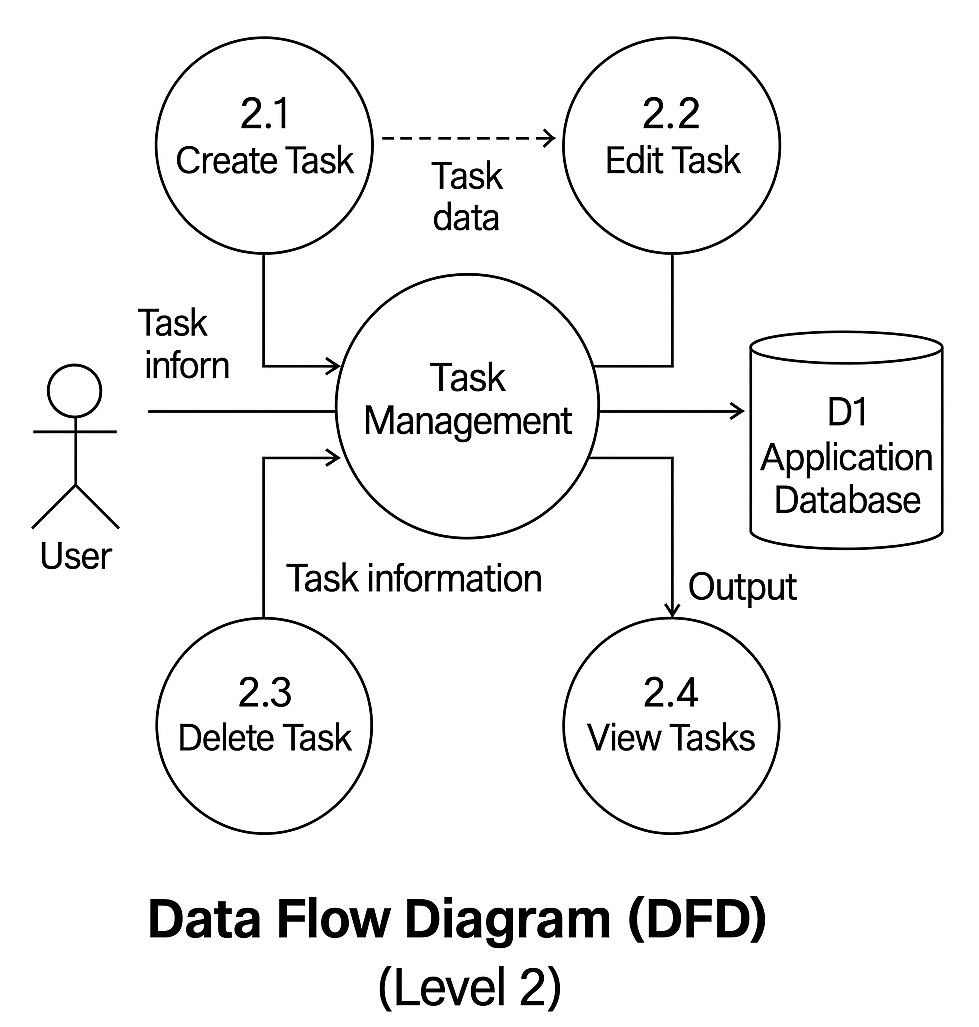 2.1
Create Task
2.2
Edit Task
Task
data
Task
inforn
Task
Management
D1
Application
Database
User
Task information
Output
2.3
Delete Task
2.4
View Tasks
Data Flow Diagram (DFD)
(Level 2)